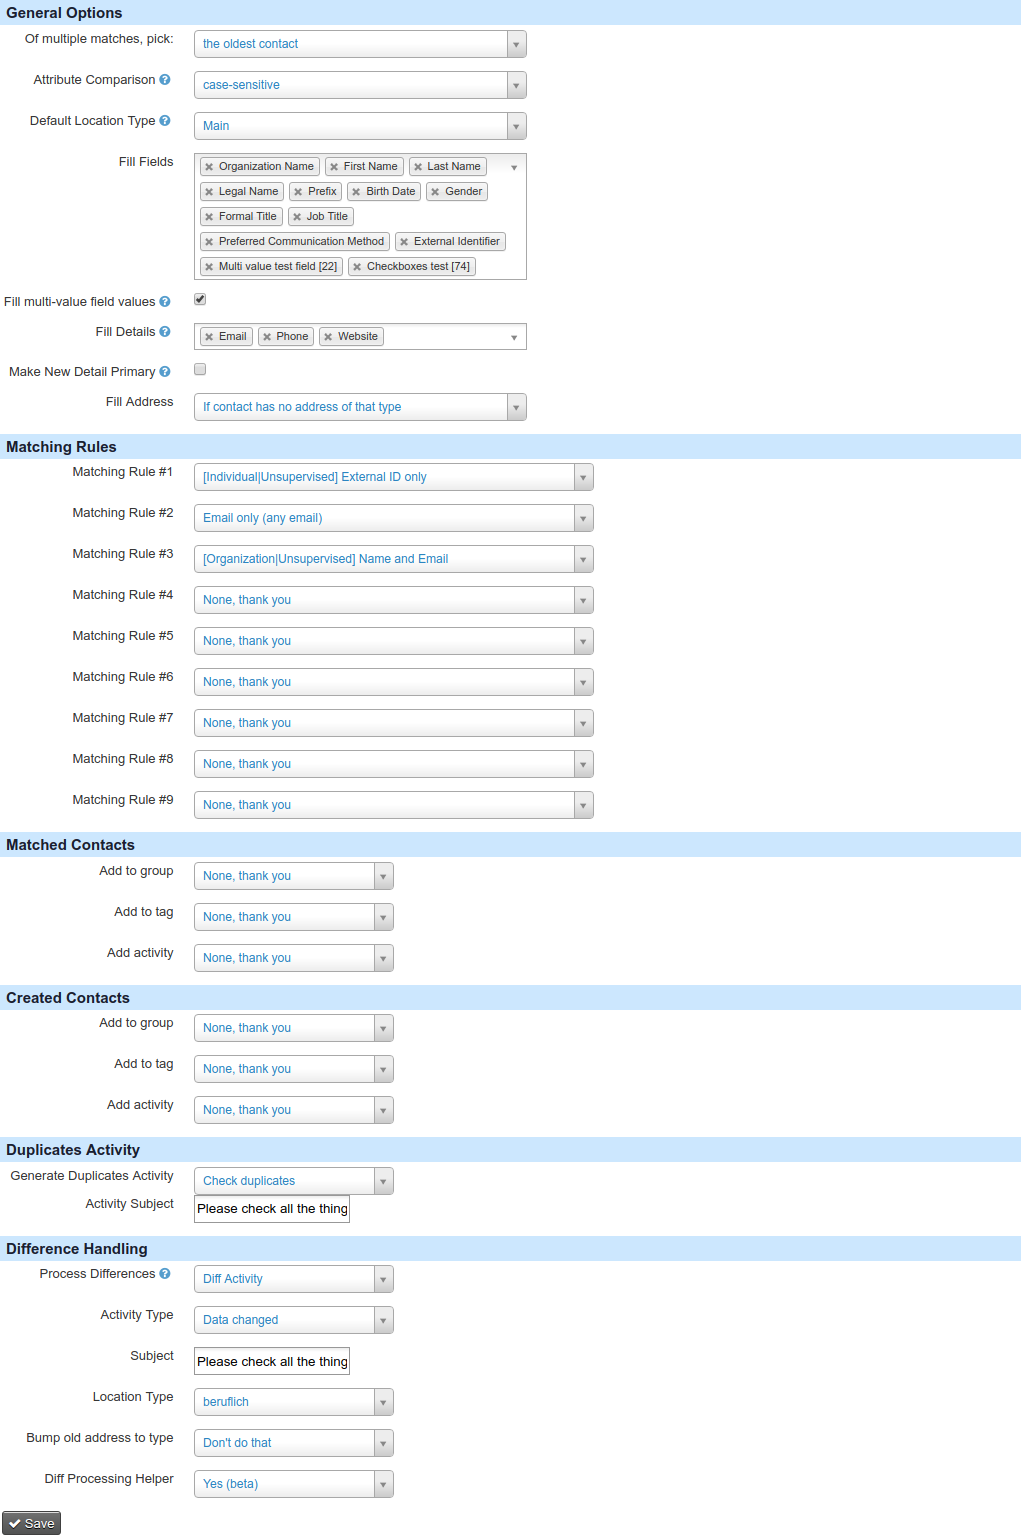 General Options
Of multiple matches, pick: the oldest contact
Attribute Comparison case-sensitive
Default Location Type Main
Fill Fields Organization Name First Name Last Name
Legal Name Prefix Birth Date Gender
Formal Title Job Title
Preferred Communication Method External Identifier
Multi value test field [22] Checkboxes test [74]
Fill multi-value field values
Fill Details Email Phone Website
Make New Detail Primary
Fill Address If contact has no address of that type
Matching Rules
Matching Rule #1 [Individual|Unsupervised] External ID only
Matching Rule #2 Email only (any email)
Matching Rule #3 [Organization|Unsupervised] Name and Email
Matching Rule #4 None, thank you
Matching Rule #5 None, thank you
Matching Rule #6 None, thank you
Matching Rule #7 None, thank you
Matching Rule #8 None, thank you
Matching Rule #9 None, thank you
Matched Contacts
Add to group None, thank you
Add to tag None, thank you
Add activity None, thank you
Created Contacts
Add to group None, thank you
Add to tag None, thank you
Add activity None, thank you
Duplicates Activity
Generate Duplicates Activity Check duplicates
Activity Subject Please check all the thing
Difference Handling
Process Differences Diff Activity
Activity Type Data changed
Subject Please check all the thing
Location Type beruflich
Bump old address to type Don't do that
Diff Processing Helper Yes (beta)
Save